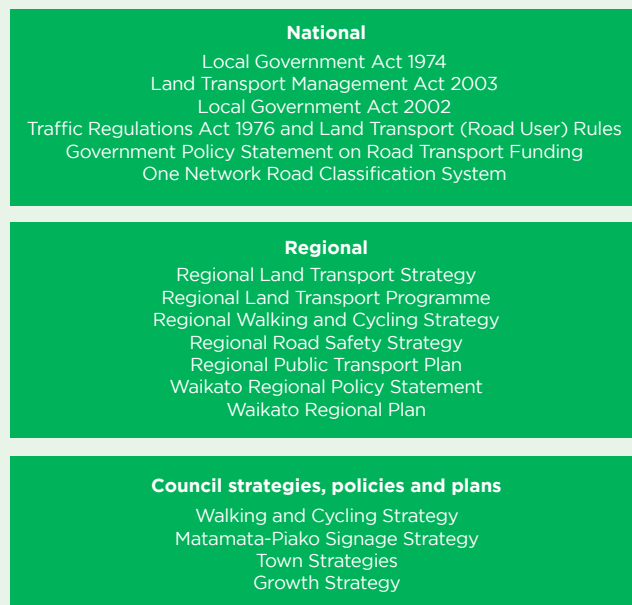 National
Local Government Act 1974
Land Transport Management Act 2003
Local Government Act 2002
Traffic Regulations Act 1976 and Land Transport (Road User) Rules
Government Policy Statement on Road Transport Funding
One Network Road Classification System
Regional
Regional Land Transport Strategy
Regional Land Transport Programme
Regional Walking and Cycling Strategy
Regional Road Safety Strategy
Regional Public Transport Plan
Waikato Regional Policy Statement
Waikato Regional Plan
Council strategies, policies and plans
Walking and Cycling Strategy
Matamata-Piako Signage Strategy
Town Strategies
Growth Strategy